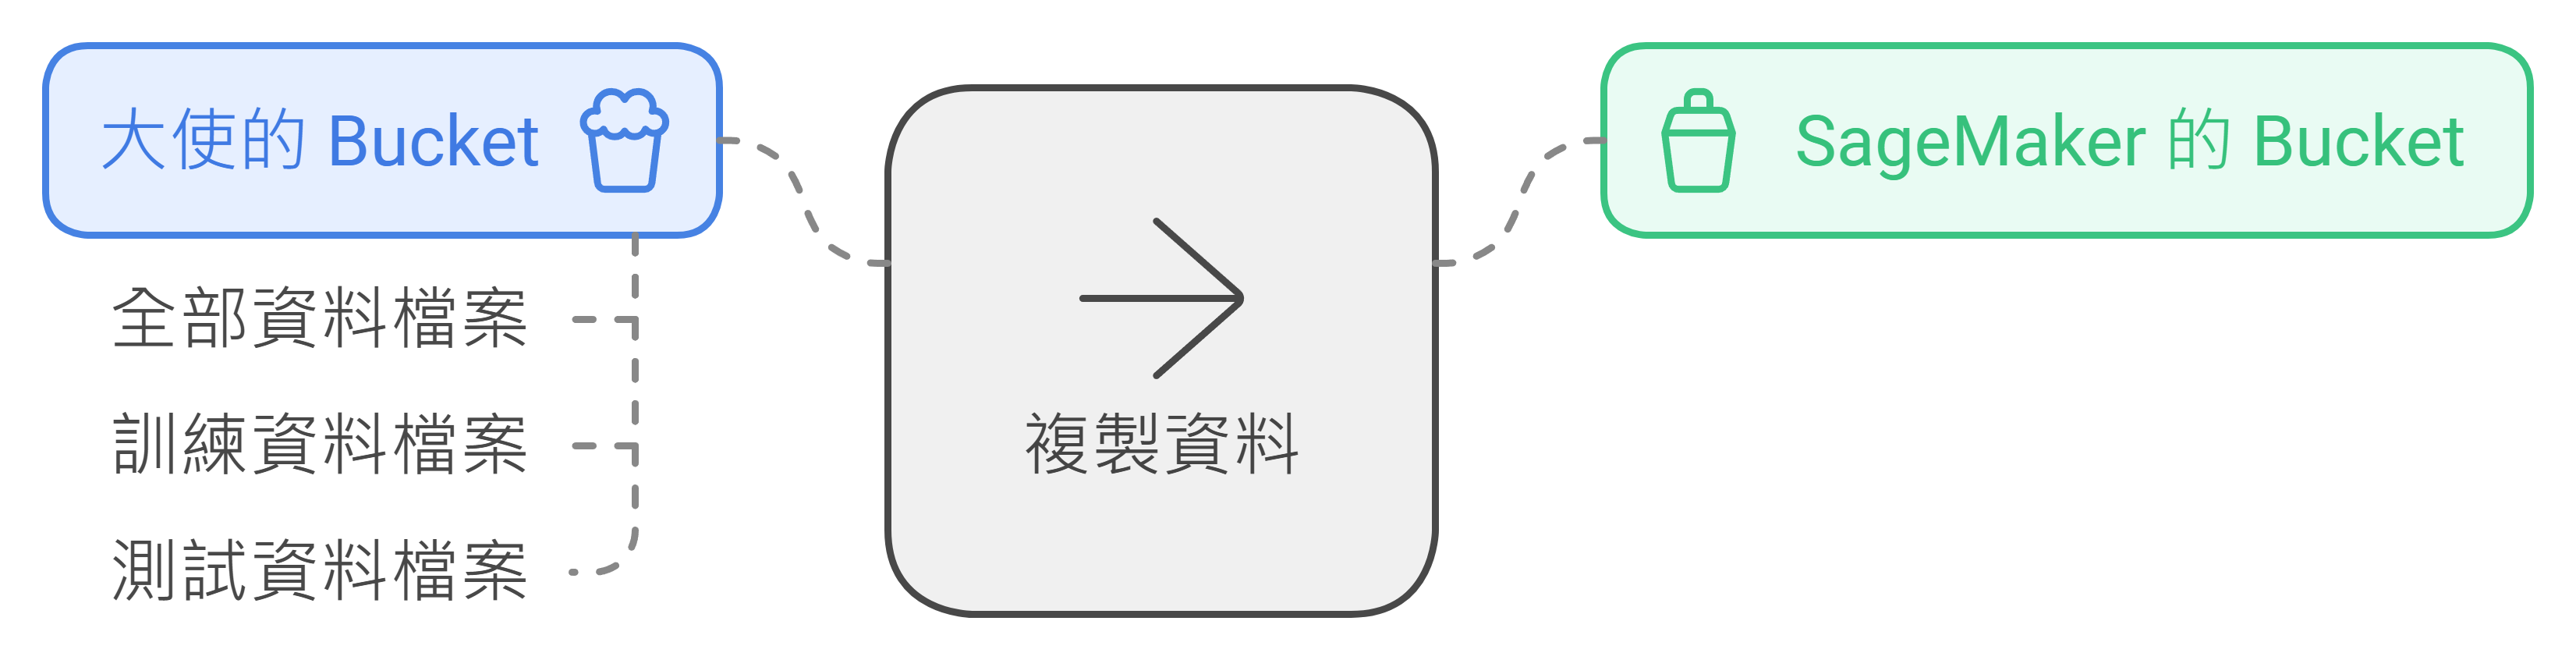 大使的 Bucket
全部資料檔案
訓練資料檔案
測試資料檔案
複製資料
SageMaker 的 Bucket